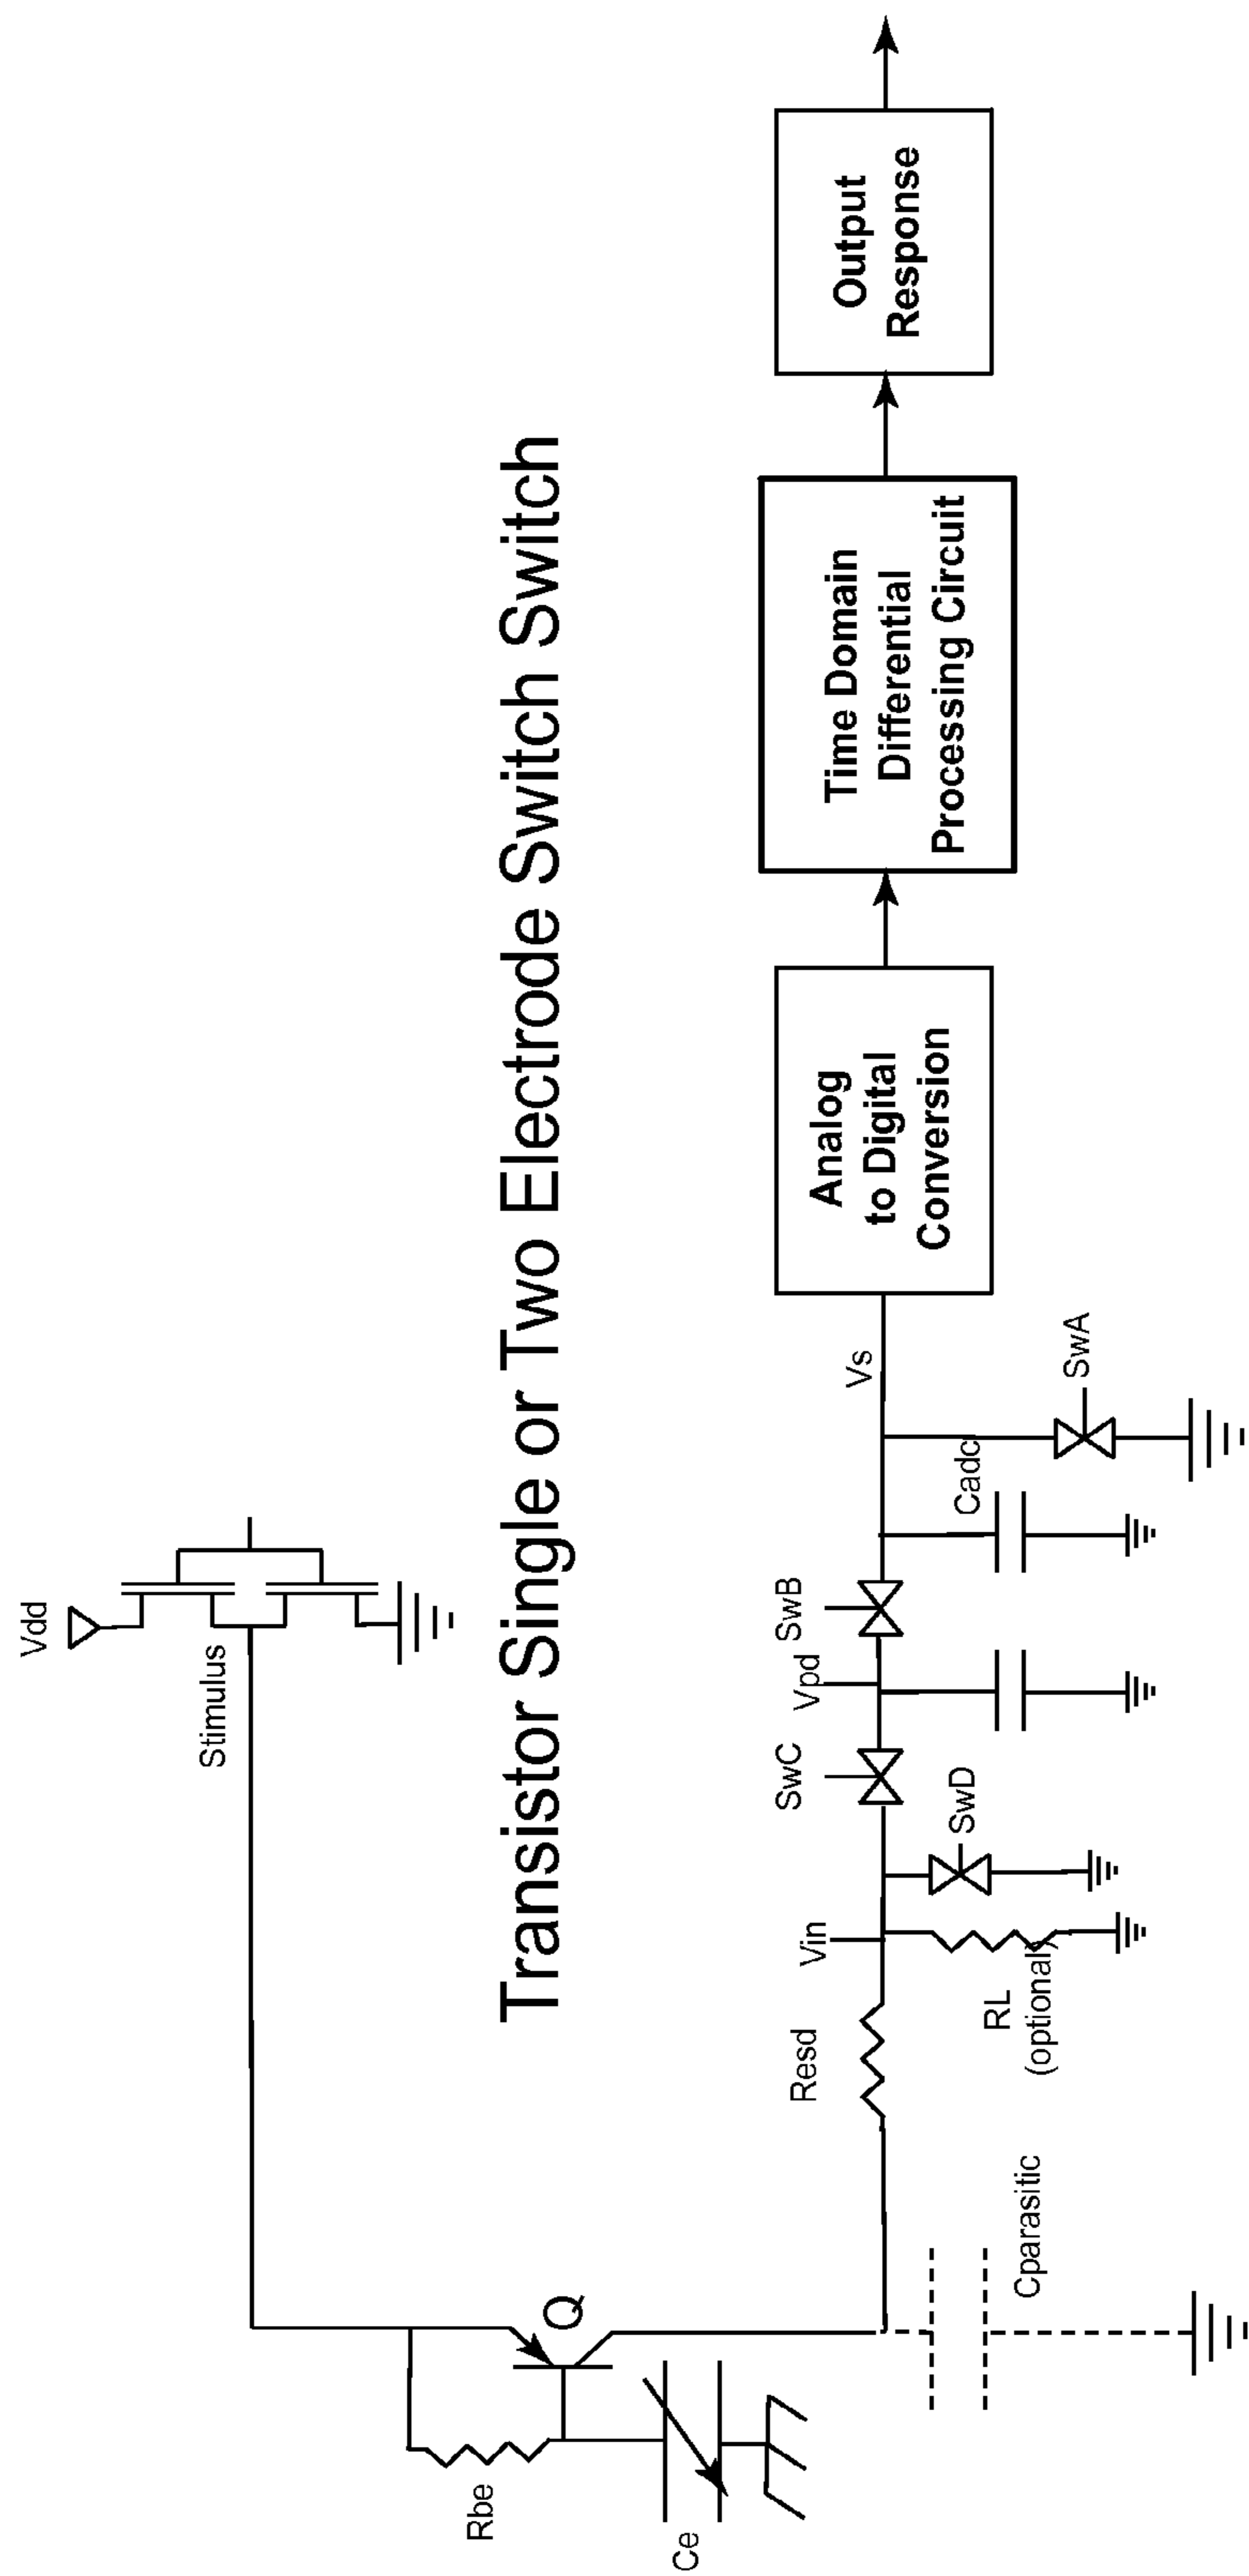 Vdd
Stimulus
Transistor Single or Two Electrode Switch Switch
Rbe
Q
Ce
Cparasitic
Resd
Vin
RL
(optional)
SwD
SwC
Vpd
SwB
Cadc
Vs
SwA
Analog
to Digital
Conversion
Time Domain
Differential
Processing Circuit
Output
Response